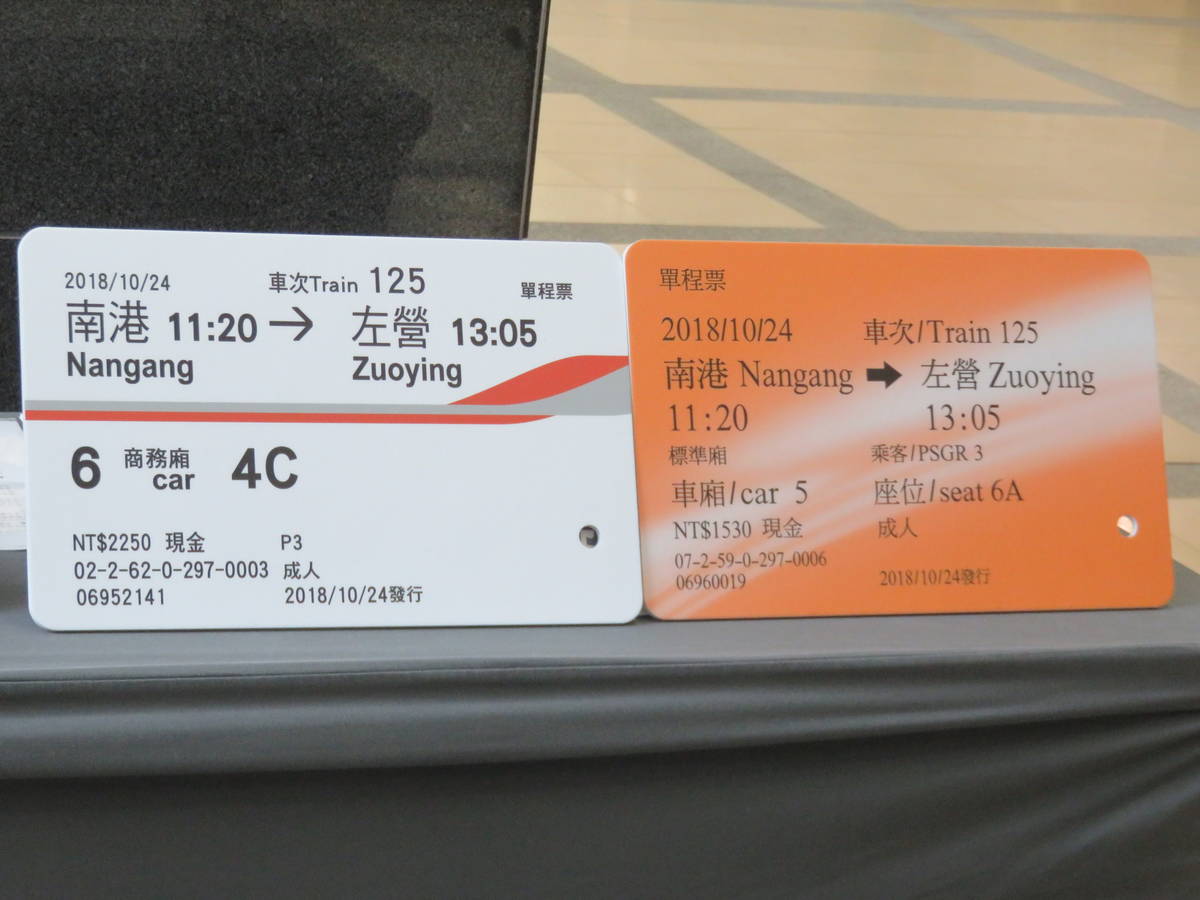 2018/10/24 車次Train 125 單程票
南港 11:20 → 左營 13:05
Nangang Zuoying
6 商務廂 car 4C
NT$2250 現金 P3
02-2-62-0-297-0003 成人
06952141 2018/10/24發行
單程票
2018/10/24 車次/Train 125
南港 Nangang ➡ 左營 Zuoying
11:20 13:05
標準廂 乘客/PSGR 3
車廂/car 5 座位/seat 6A
NT$1530 現金 成人
07-2-59-0-297-0006
06960019 2018/10/24發行